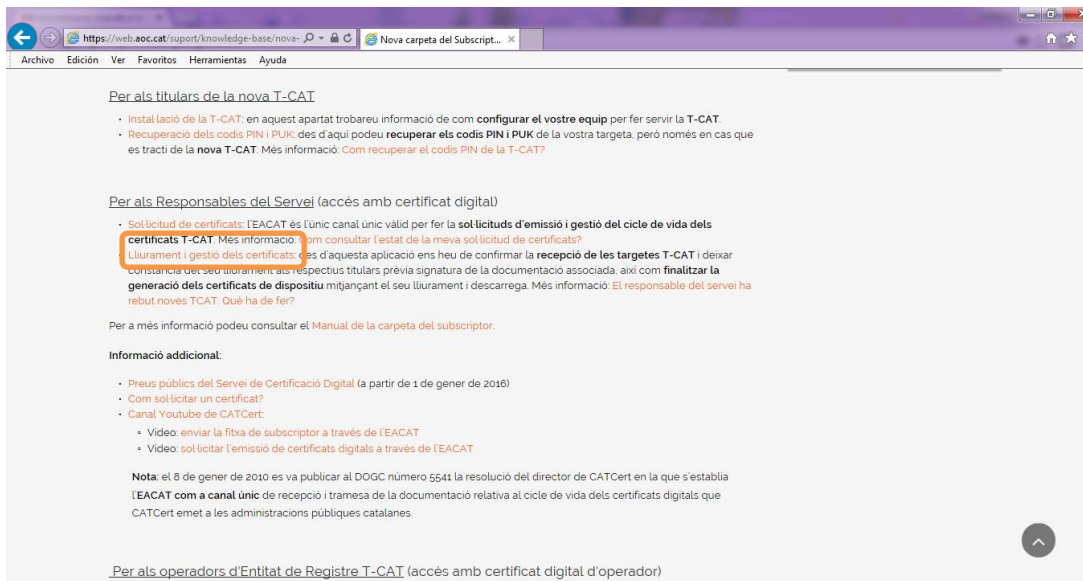 https://web.aoc.cat/suport/knowledge-base/nova-
Nova carpeta del Subscript...
Archivo Edición Ver Favoritos Herramientas Ayuda
Per als titulars de la nova T-CAT
• Instal·lació de la T-CAT: en aquest apartat trobareu informació de com configurar el vostre equip per fer servir la T-CAT.
• Recuperació dels codis PIN i PUK: des d'aquí podeu recuperar els codis PIN i PUK de la vostra targeta, però només en cas que
es tracti de la nova T-CAT. Més informació: Com recuperar el codis PIN de la T-CAT?
Per als Responsables del Servei (accés amb certificat digital)
• Sol·licitud de certificats: l'EACAT és l'únic canal únic vàlid per fer la sol·licituds d'emissió i gestió del cicle de vida dels
certificats T-CAT. Més informació: Com consultar l'estat de la meva sol·licitud de certificats?
Lliurament i gestió dels certificats: des d'aquesta aplicació ens heu de confirmar la recepció de les targetes T-CAT i deixar
constància del seu lliurament als respectius titulars prèvia signatura de la documentació associada, així com finalitzar la
generació dels certificats de dispositiu mitjançant el seu lliurament i descarrega. Més informació: El responsable del servei ha
rebut noves TCAT. Què ha de fer?
Per a més informació podeu consultar el Manual de la carpeta del subscriptor.
Informació addicional:
• Preus públics del Servei de Certificació Digital (a partir de 1 de gener de 2016)
• Com sol·licitar un certificat?
• Canal Youtube de CATCert:
• Vídeo: enviar la fitxa de subscriptor a través de l'EACAT
• Vídeo: sol·licitar l'emissió de certificats digitals a través de l'EACAT
Nota: el 8 de gener de 2010 es va publicar al DOGC número 5541 la resolució del director de CATCert en la que s'establia
l'EACAT com a canal únic de recepció i tramesa de la documentació relativa al cicle de vida dels certificats digitals que
CATCert emet a les administracions públiques catalanes.
Per als operadors d'Entitat de Registre T-CAT (accés amb certificat digital d'operador)